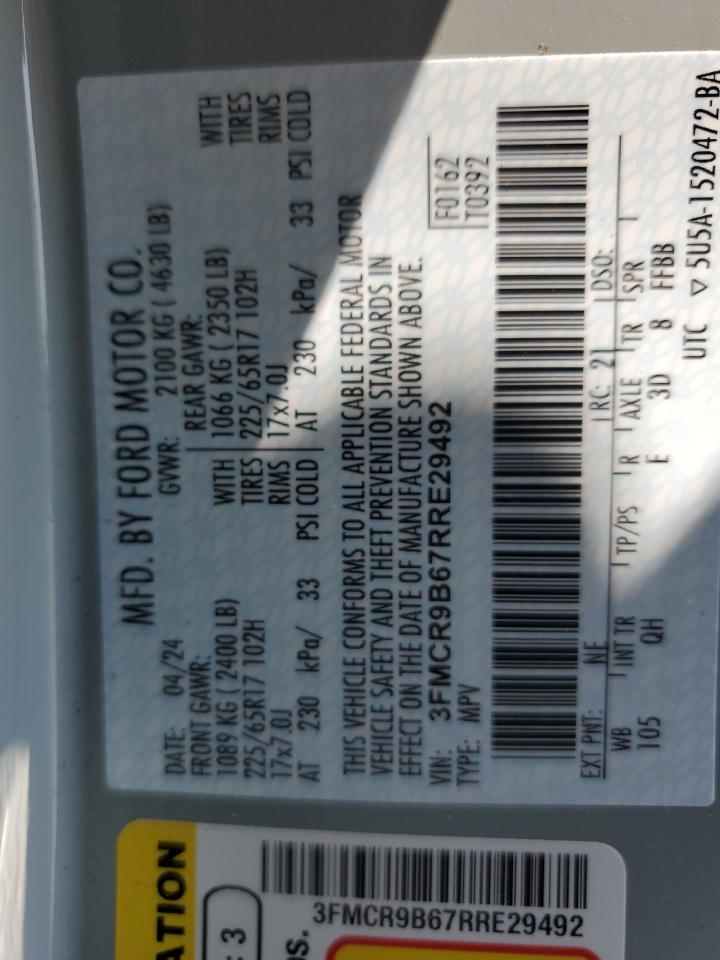 MFD. BY FORD MOTOR CO.
DATE: 04/24 GVWR: 2100 KG ( 4630 LB)
FRONT GAWR: REAR GAWR:
1089 KG ( 2400 LB) WITH 1066 KG ( 2350 LB) WITH
225/65R17 102H TIRES 225/65R17 102H TIRES
17x7.0J RIMS 17x7.0J RIMS
AT 230 kPa/ 33 PSI COLD AT 230 kPa/ 33 PSI COLD
THIS VEHICLE CONFORMS TO ALL APPLICABLE FEDERAL MOTOR
VEHICLE SAFETY AND THEFT PREVENTION STANDARDS IN
EFFECT ON THE DATE OF MANUFACTURE SHOWN ABOVE.
VIN: 3FMCR9B67RRE29492 F0162
TYPE: MPV T0392
EXT PNT: NE RC: 21 DSO:
WB INT TR TP/PS R AXLE TR SPR
105 QH E 3D 8 FFBB
UTC ▽ 5U5A-1520472-BA
ATION
: 3
os.
3FMCR9B67RRE29492